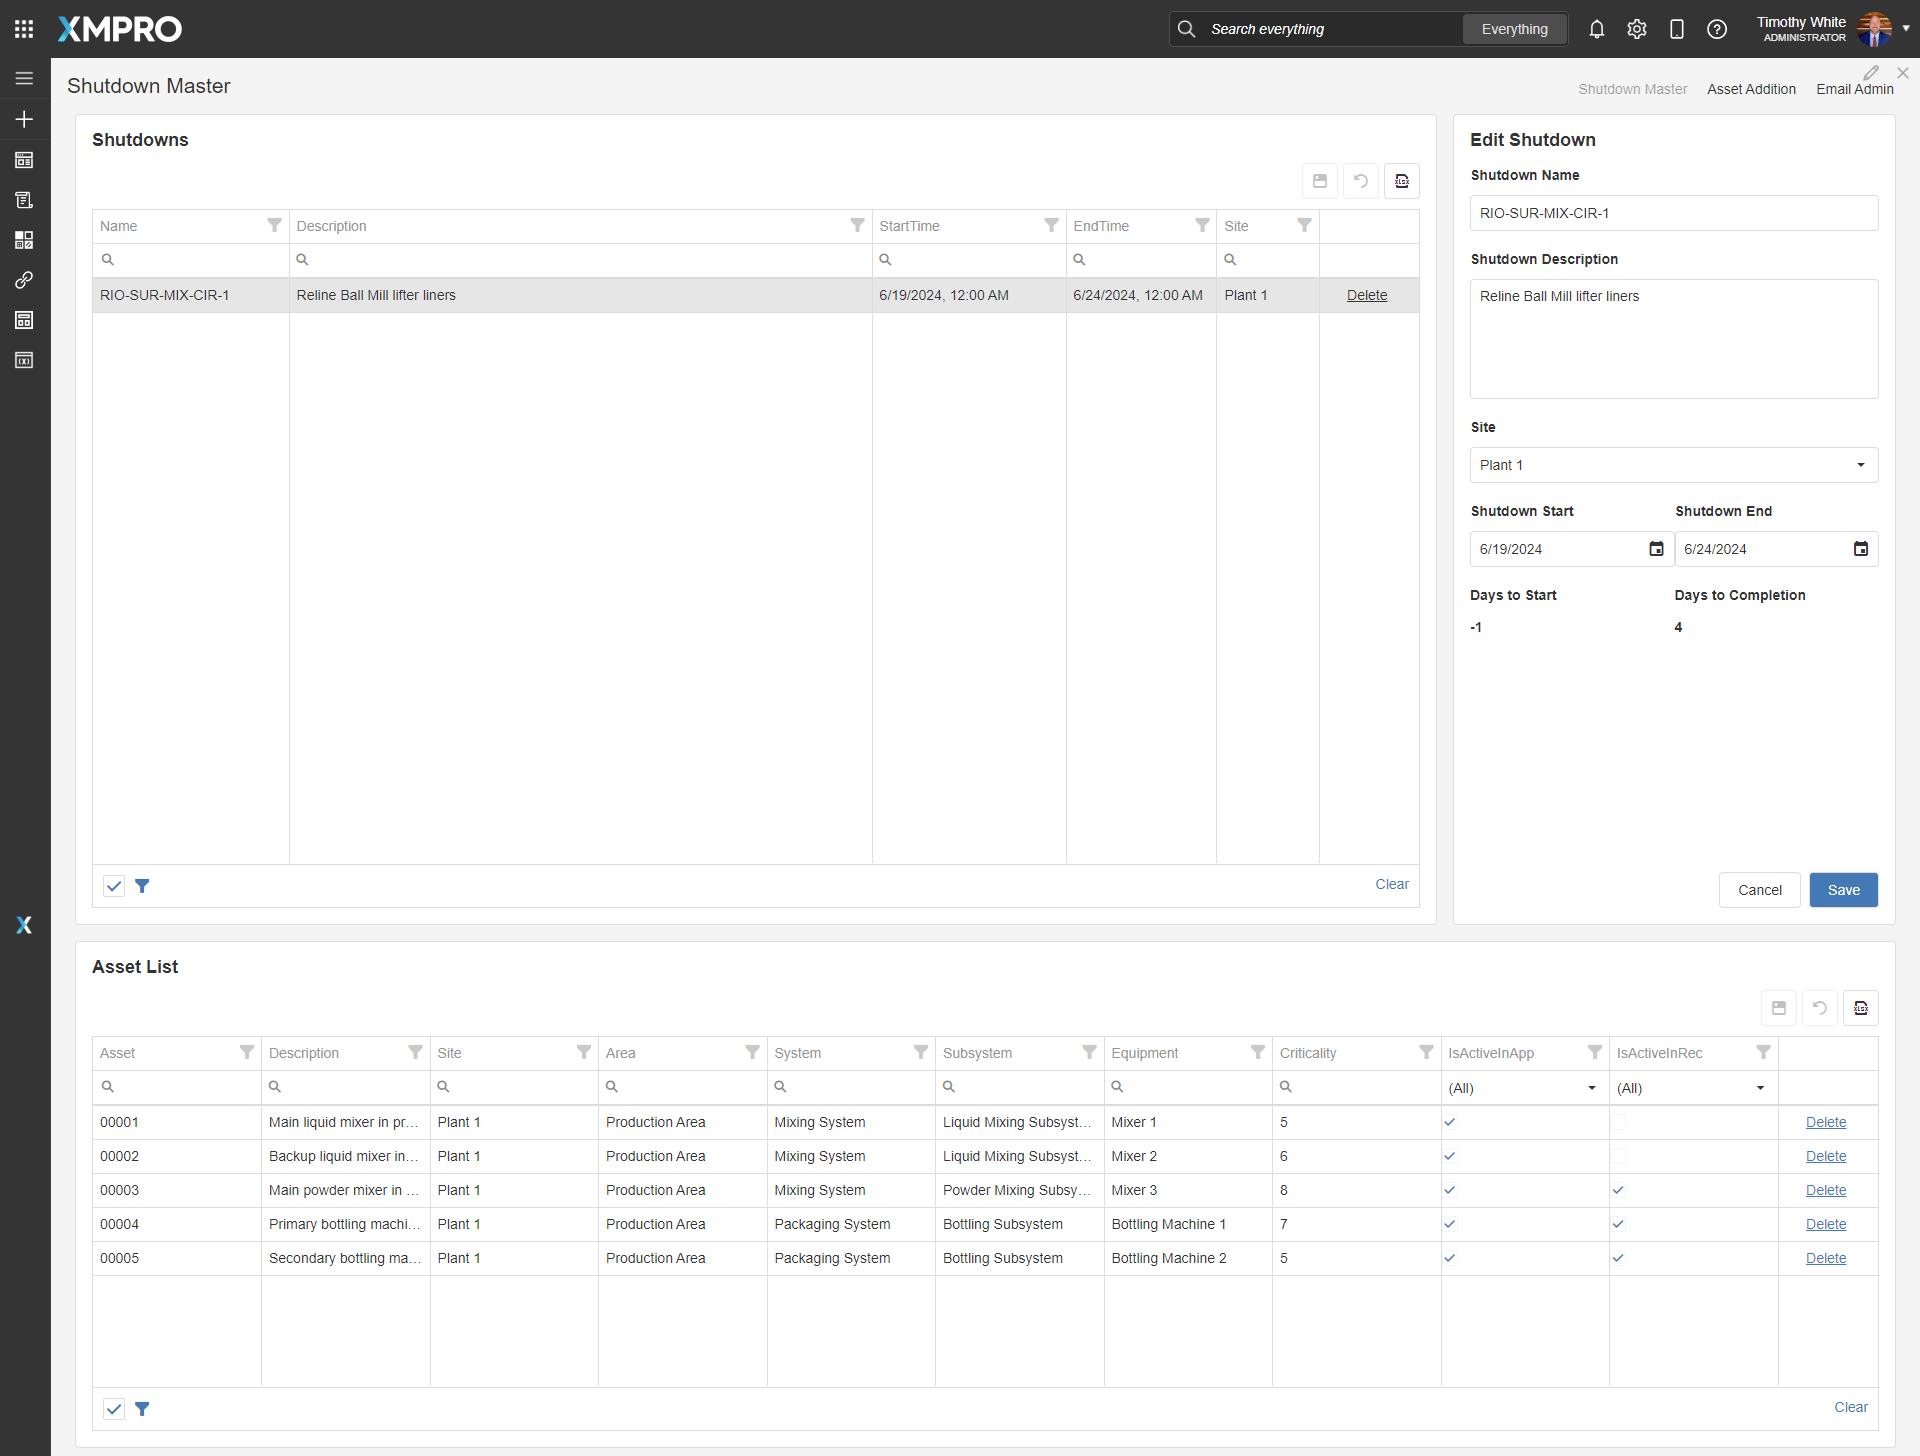 XMPRO
Search everything
Everything
Timothy White
ADMINISTRATOR
Shutdown Master
Shutdown Master Asset Addition Email Admin
Shutdowns
xlsx
Name Description StartTime EndTime Site
RIO-SUR-MIX-CIR-1 Reline Ball Mill lifter liners 6/19/2024, 12:00 AM 6/24/2024, 12:00 AM Plant 1 Delete
Clear
Edit Shutdown
Shutdown Name
RIO-SUR-MIX-CIR-1
Shutdown Description
Reline Ball Mill lifter liners
Site
Plant 1
Shutdown Start Shutdown End
6/19/2024 6/24/2024
Days to Start Days to Completion
-1 4
Cancel Save
Asset List
xlsx
Asset Description Site Area System Subsystem Equipment Criticality IsActiveInApp IsActiveInRec
(All) (All)
00001 Main liquid mixer in pr... Plant 1 Production Area Mixing System Liquid Mixing Subsyst... Mixer 1 5 Delete
00002 Backup liquid mixer in... Plant 1 Production Area Mixing System Liquid Mixing Subsyst... Mixer 2 6 Delete
00003 Main powder mixer in ... Plant 1 Production Area Mixing System Powder Mixing Subsy... Mixer 3 8 Delete
00004 Primary bottling machi... Plant 1 Production Area Packaging System Bottling Subsystem Bottling Machine 1 7 Delete
00005 Secondary bottling ma... Plant 1 Production Area Packaging System Bottling Subsystem Bottling Machine 2 5 Delete
Clear